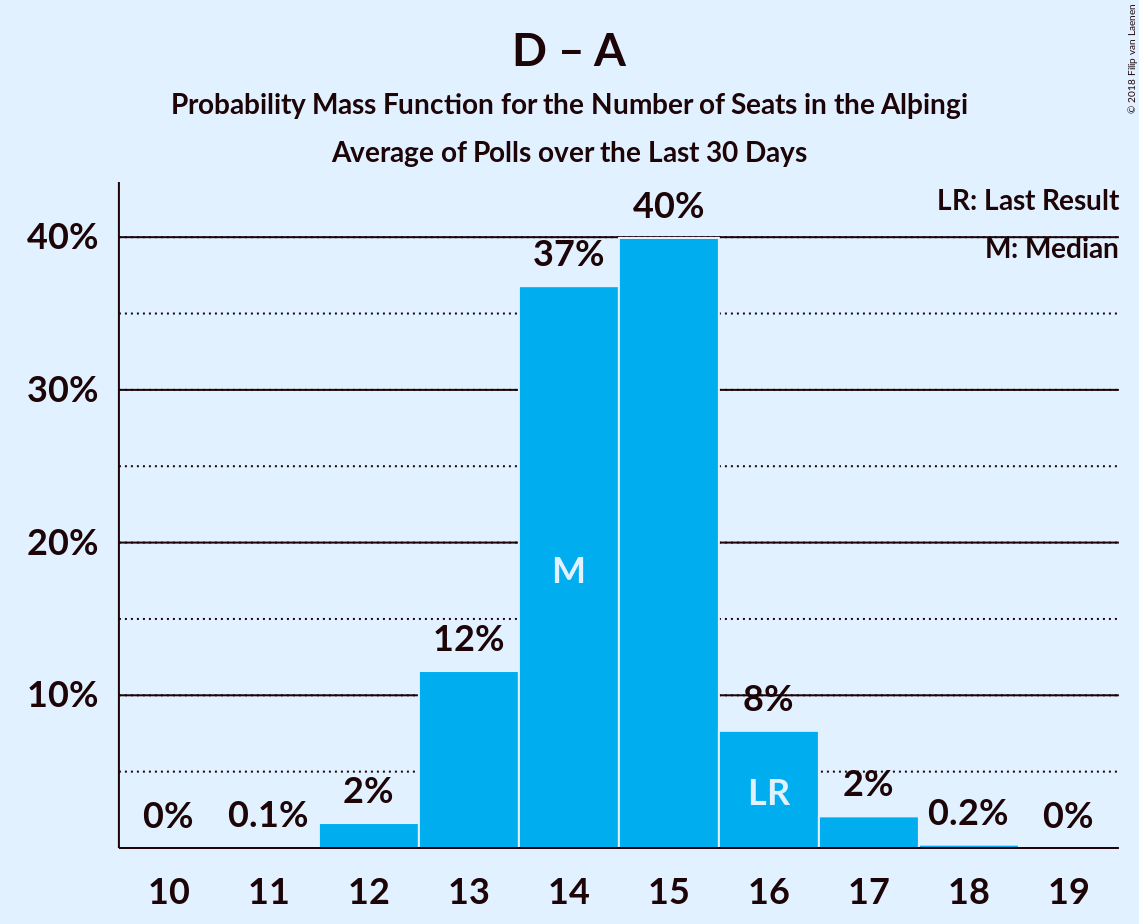 D – A
Probability Mass Function for the Number of Seats in the Alþingi
Average of Polls over the Last 30 Days
© 2018 Filip van Laenen
LR: Last Result
M: Median
40%
30%
20%
10%
0%
0.1%
2%
12%
37%
40%
8%
2%
0.2%
0%
M
LR
10 11 12 13 14 15 16 17 18 19